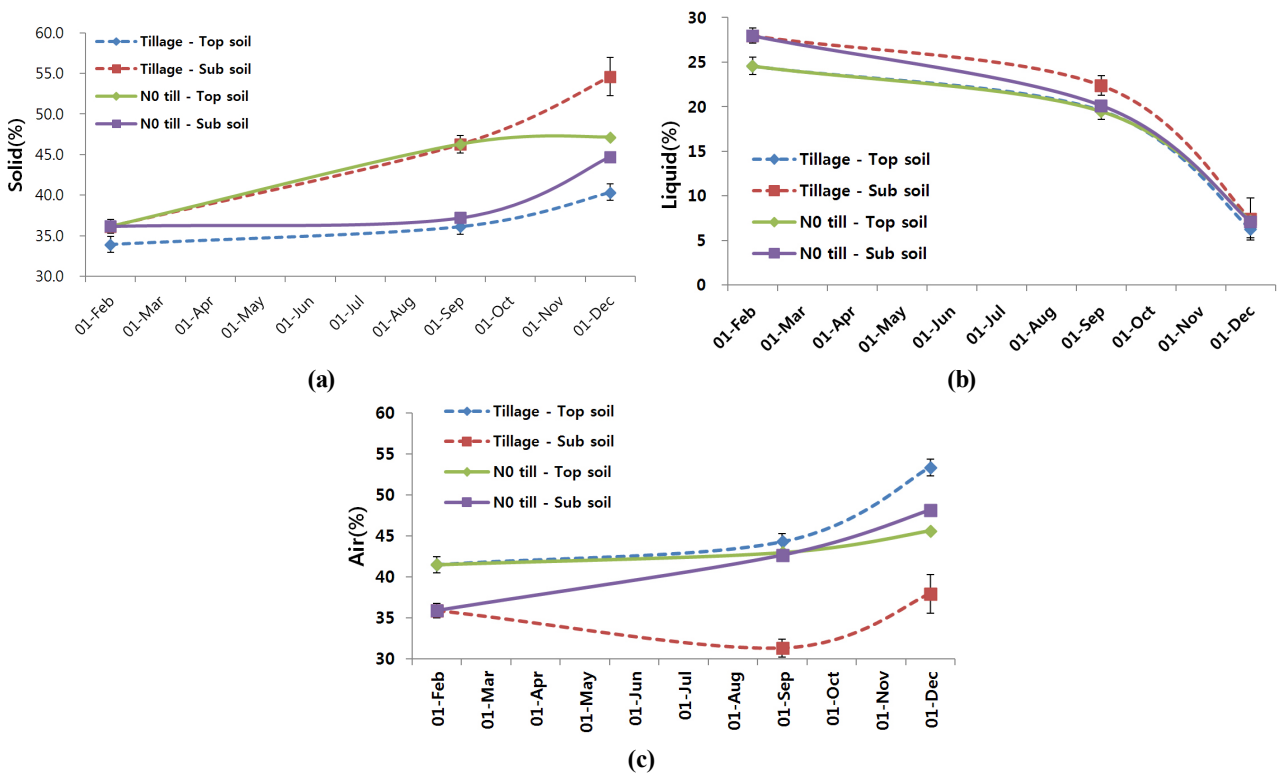 60.0
55.0
50.0
45.0
40.0
35.0
30.0
Solid(%)
Tillage - Top soil
Tillage - Sub soil
N0 till - Top soil
N0 till - Sub soil
01-Feb
01-Mar
01-Apr
01-May
01-Jun
01-Jul
01-Aug
01-Sep
01-Oct
01-Nov
01-Dec
(a)
30
25
20
15
10
5
0
Liquid(%)
Tillage - Top soil
Tillage - Sub soil
N0 till - Top soil
N0 till - Sub soil
01-Feb
01-Mar
01-Apr
01-May
01-Jun
01-Jul
01-Aug
01-Sep
01-Oct
01-Nov
01-Dec
(b)
60
55
50
45
40
35
30
Air(%)
Tillage - Top soil
Tillage - Sub soil
N0 till - Top soil
N0 till - Sub soil
01-Feb
01-Mar
01-Apr
01-May
01-Jun
01-Jul
01-Aug
01-Sep
01-Oct
01-Nov
01-Dec
(c)